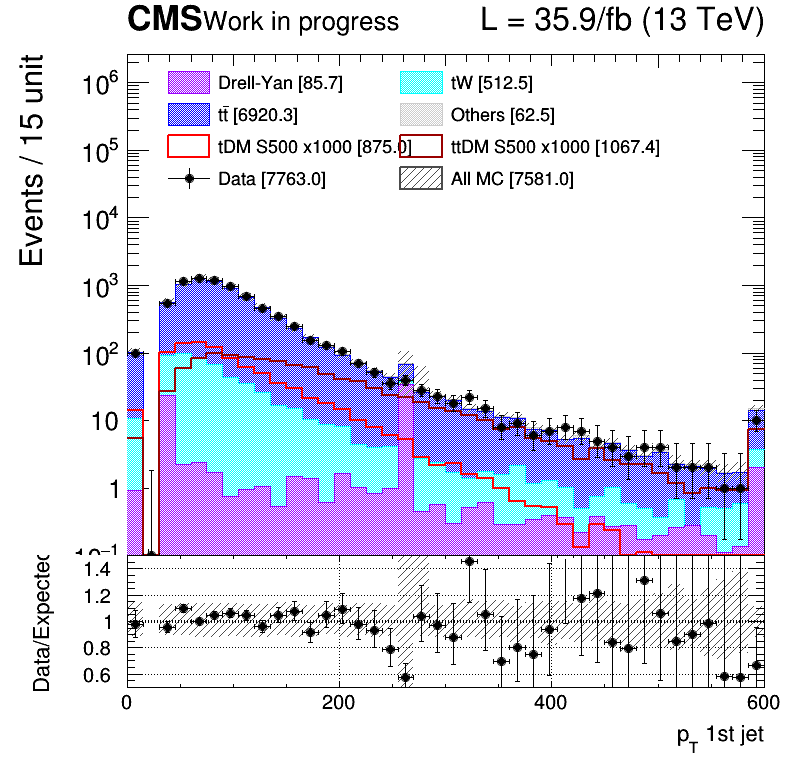 CMS Work in progress L = 35.9/fb (13 TeV)
Events / 15 unit
Drell-Yan [85.7] tW [512.5]
tt̄ [6920.3] Others [62.5]
tDM S500 x1000 [875.0] ttDM S500 x1000 [1067.4]
Data [7763.0] All MC [7581.0]
10⁶
10⁵
10⁴
10³
10²
10
1
10⁻¹
Data/Expected
1.4
1.2
1
0.8
0.6
0 200 400 600
p_T 1st jet